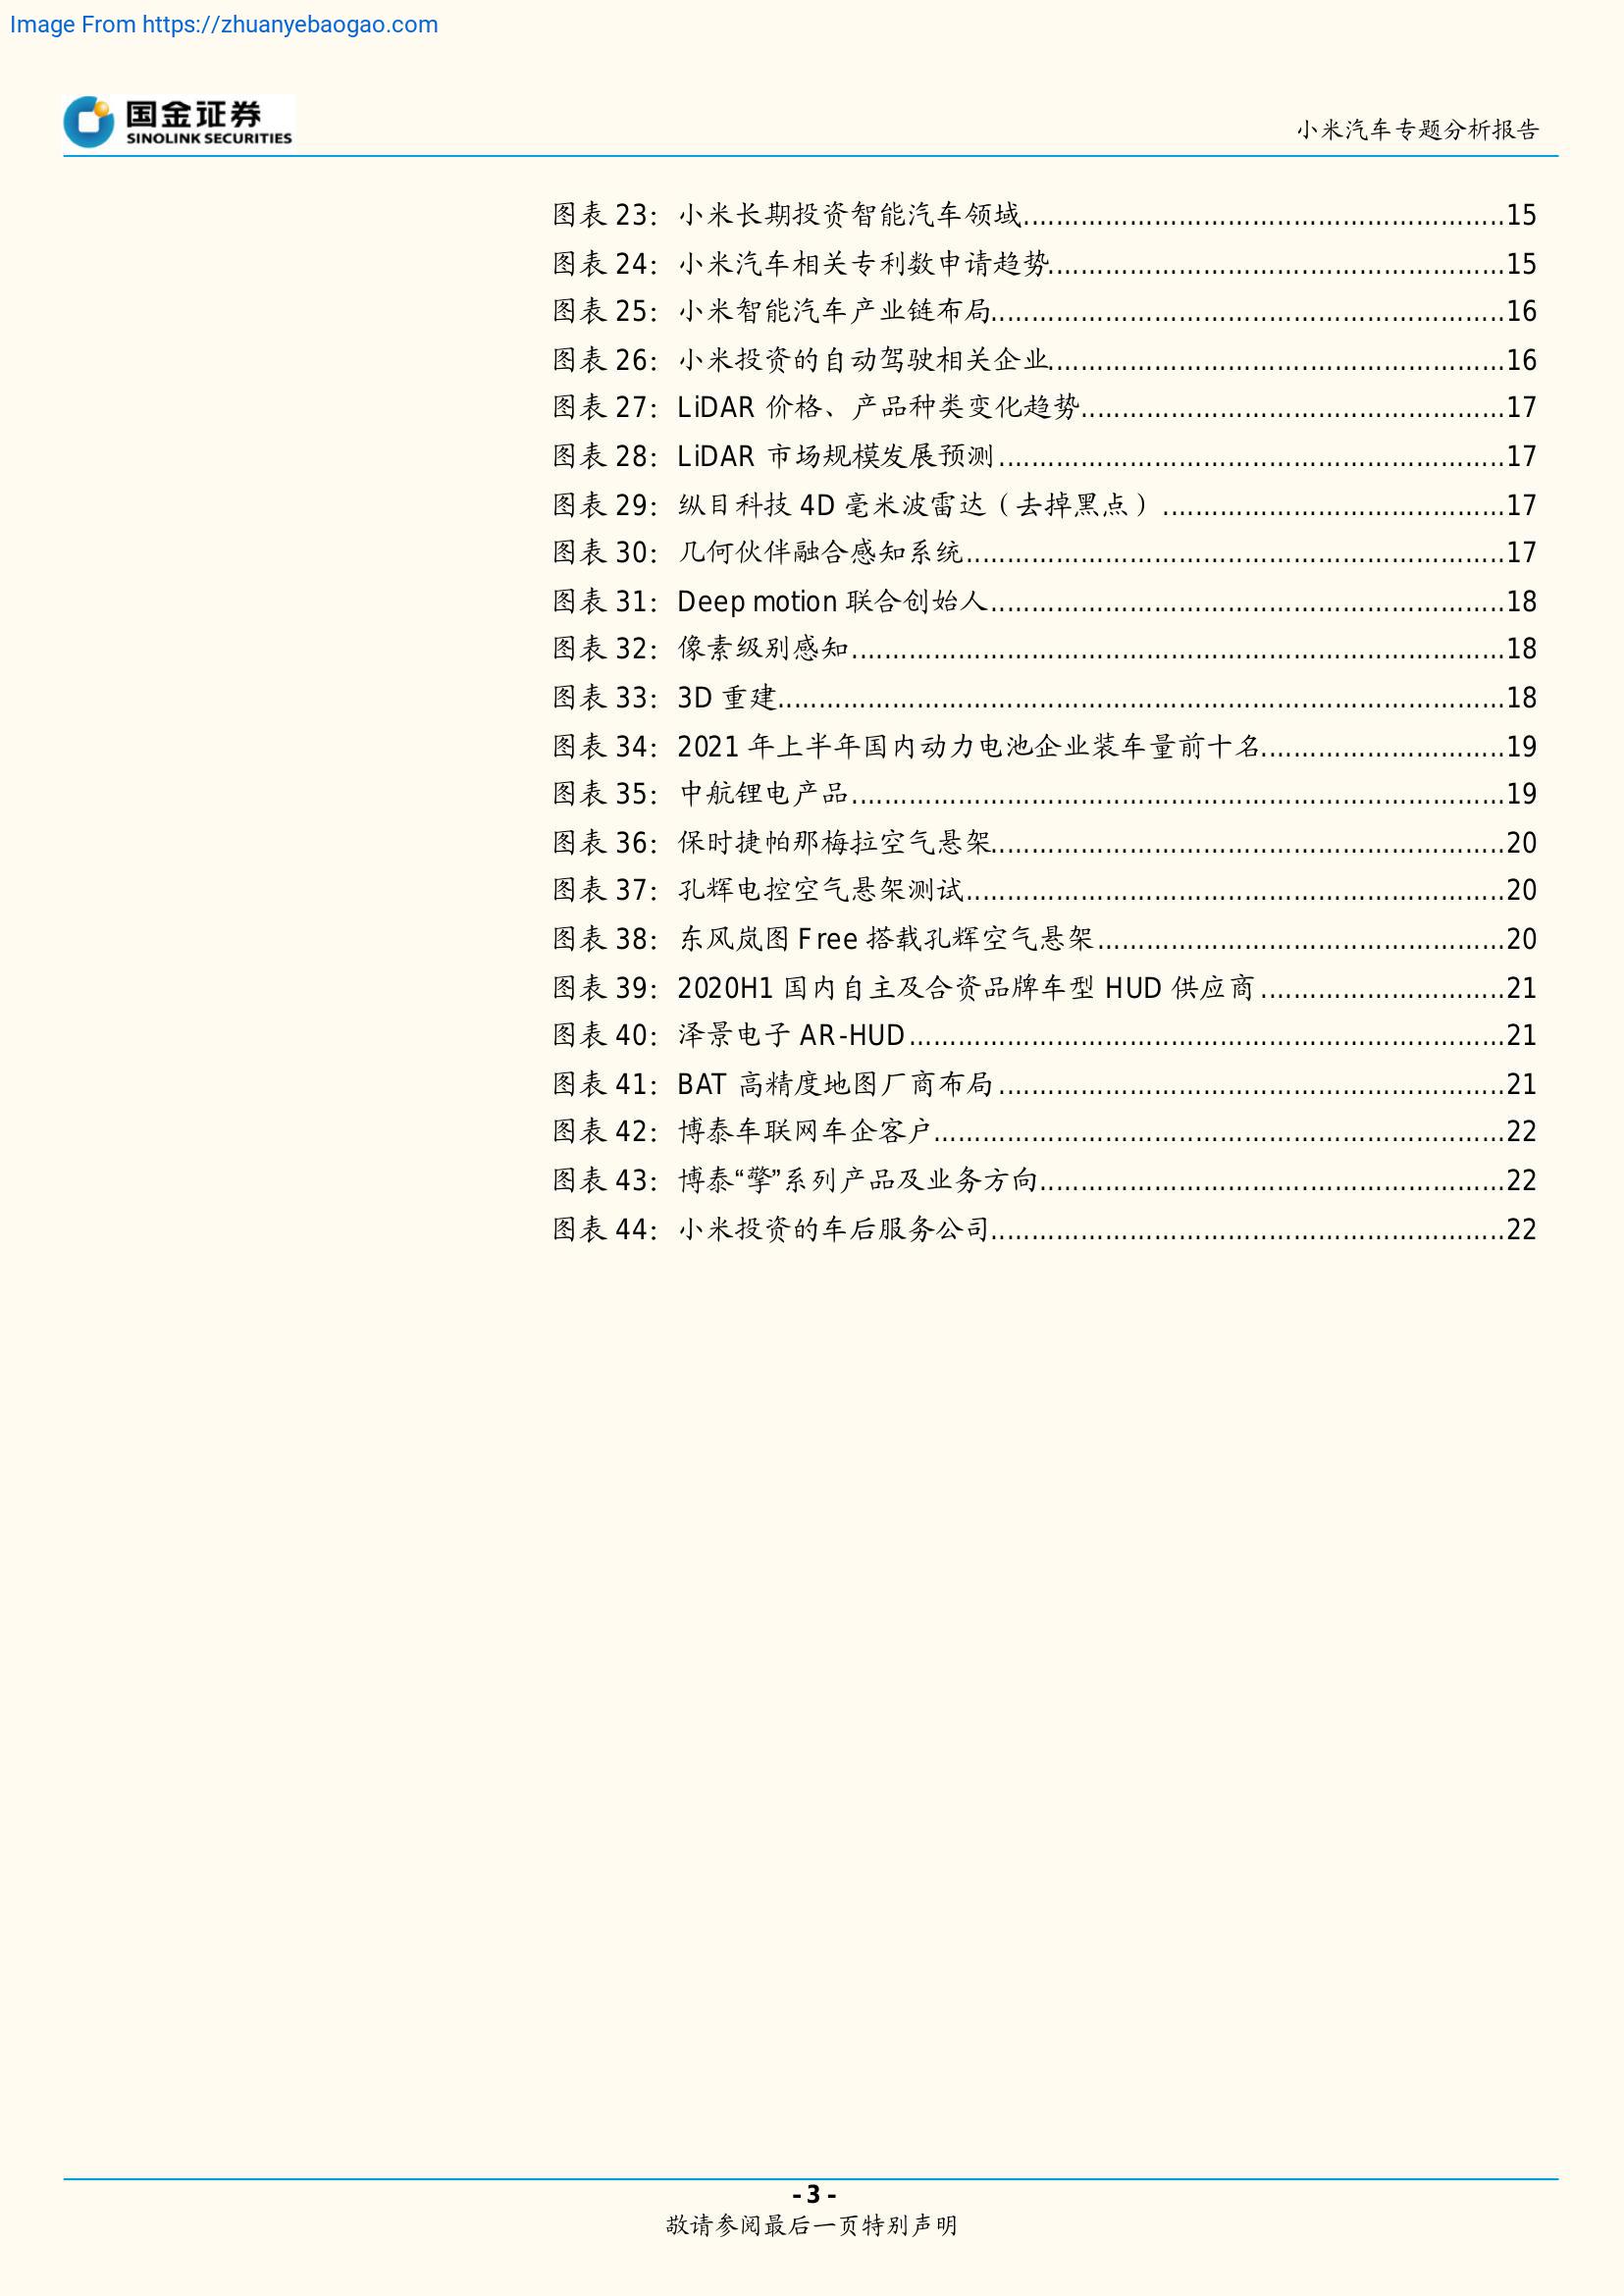 Image From https://zhuanyebaogao.com
国金证券
SINOLINK SECURITIES
小米汽车专题分析报告
图表 23：小米长期投资智能汽车领域.....15
图表 24：小米汽车相关专利数申请趋势.....15
图表 25：小米智能汽车产业链布局.....16
图表 26：小米投资的自动驾驶相关企业.....16
图表 27：LiDAR 价格、产品种类变化趋势.....17
图表 28：LiDAR 市场规模发展预测.....17
图表 29：纵目科技 4D 毫米波雷达（去掉黑点）.....17
图表 30：几何伙伴融合感知系统.....17
图表 31：Deep motion 联合创始人.....18
图表 32：像素级别感知.....18
图表 33：3D 重建.....18
图表 34：2021 年上半年国内动力电池企业装车量前十名.....19
图表 35：中航锂电产品.....19
图表 36：保时捷帕那梅拉空气悬架.....20
图表 37：孔辉电控空气悬架测试.....20
图表 38：东风岚图 Free 搭载孔辉空气悬架.....20
图表 39：2020H1 国内自主及合资品牌车型 HUD 供应商.....21
图表 40：泽景电子 AR-HUD.....21
图表 41：BAT 高精度地图厂商布局.....21
图表 42：博泰车联网车企客户.....22
图表 43：博泰“擎”系列产品及业务方向.....22
图表 44：小米投资的车后服务公司.....22
- 3 -
敬请参阅最后一页特别声明